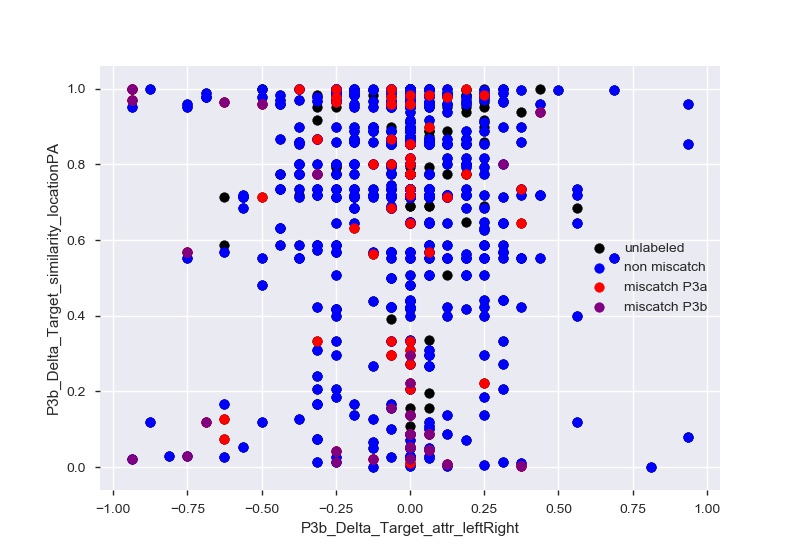 1.0
0.8
0.6
0.4
0.2
0.0
P3b_Delta_Target_similarity_locationPA
unlabeled
non miscatch
miscatch P3a
miscatch P3b
−1.00 −0.75 −0.50 −0.25 0.00 0.25 0.50 0.75 1.00
P3b_Delta_Target_attr_leftRight